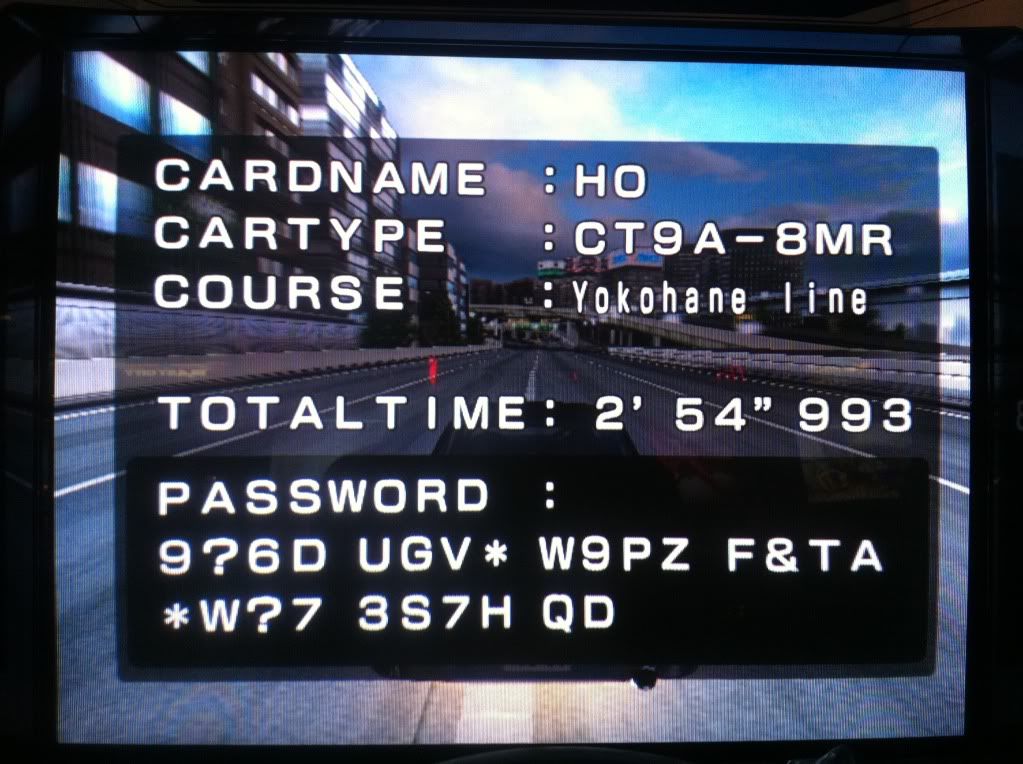 CARDNAME : HO
CARTYPE : CT9A-8MR
COURSE : Yokohane line
TOTALTIME: 2' 54" 993
PASSWORD :
9?6D UGV* W9PZ F&TA
*W?7 3S7H QD